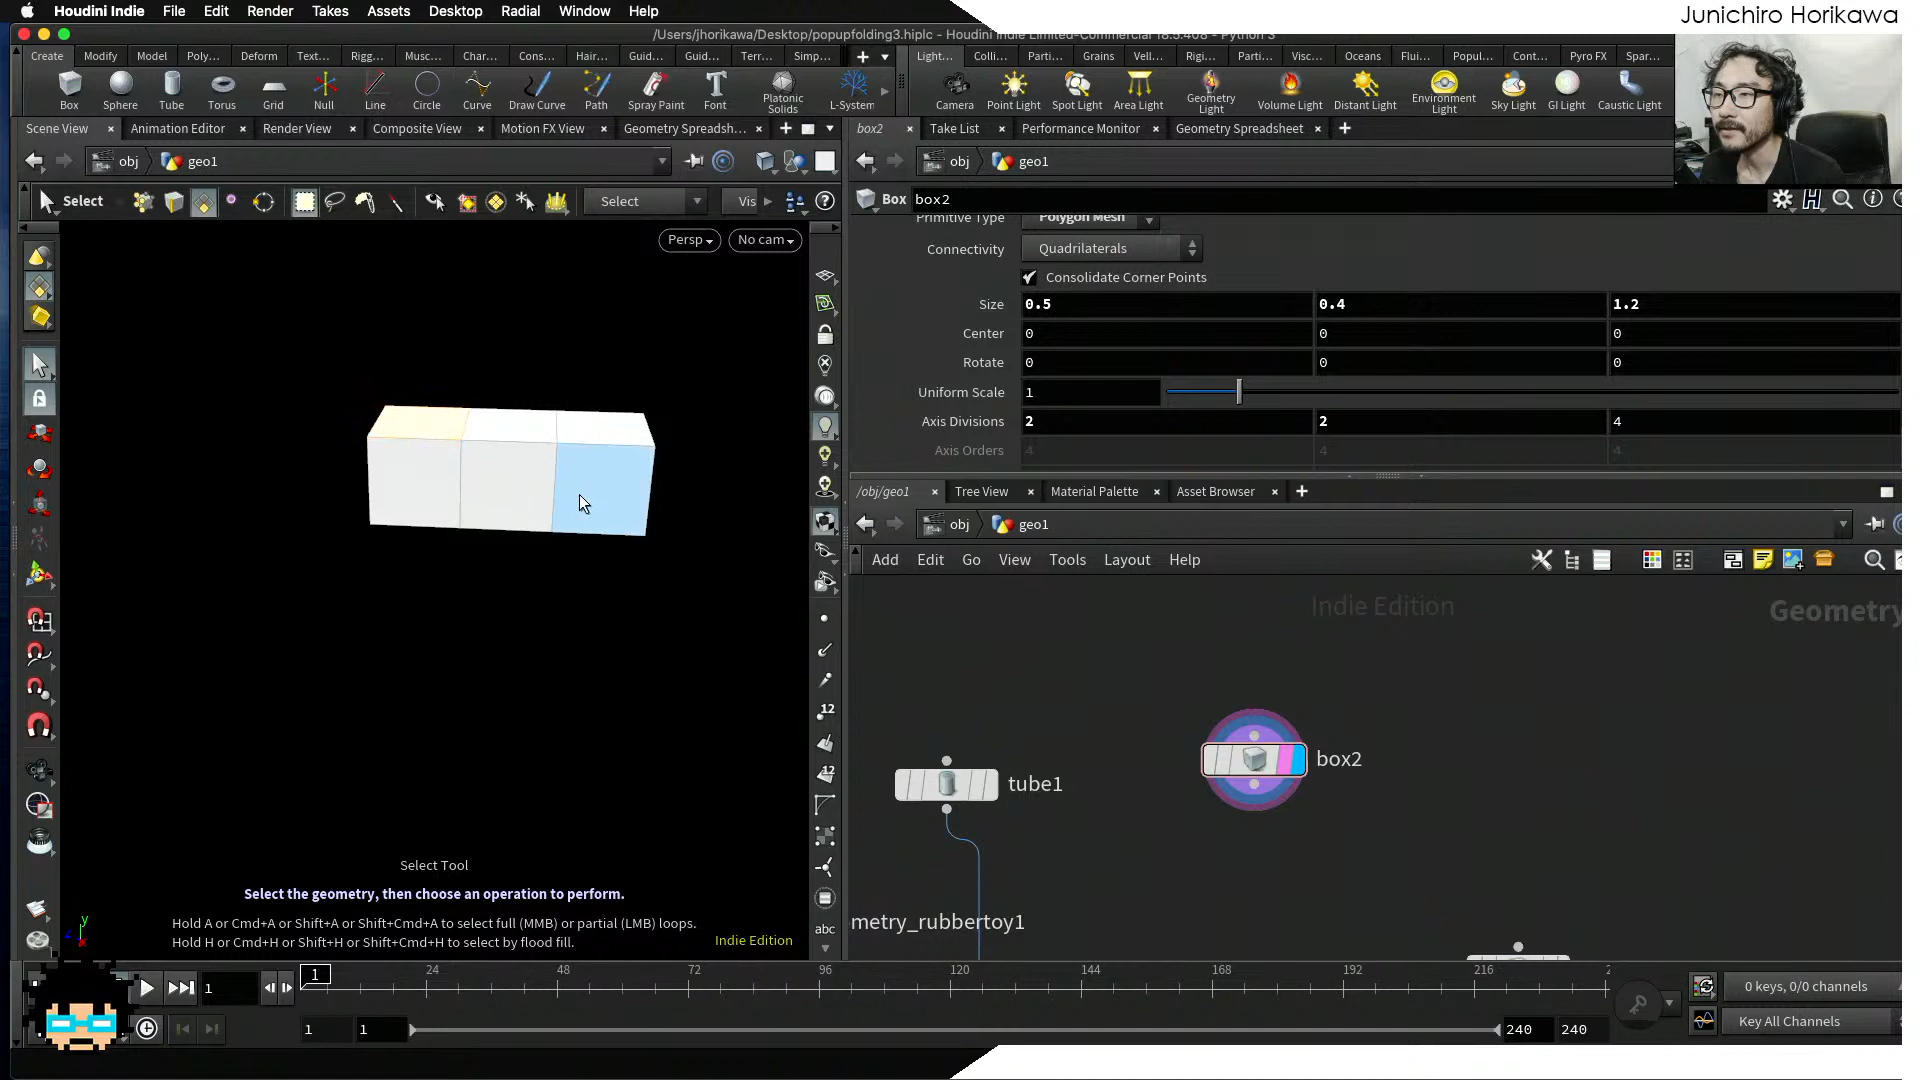 Houdini Indie File Edit Render Takes Assets Desktop Radial Window Help
Junichiro Horikawa
/Users/jhorikawa/Desktop/popupfolding3.hiplc - Houdini Indie Limited-Commercial 18.5.408 - Python 3
Create Modify Model Poly... Deform Text... Rigg... Musc... Char... Cons... Hair... Guid... Guid... Terr... Simp...
Light... Colli... Parti... Grains Vell... Rigi... Parti... Visc... Oceans Flui... Popul... Cont... Pyro FX Spar...
Box Sphere Tube Torus Grid Null Line Circle Curve Draw Curve Path Spray Paint Font Platonic Solids L-System
Camera Point Light Spot Light Area Light Geometry Light Volume Light Distant Light Environment Light Sky Light GI Light Caustic Light
Scene View Animation Editor Render View Composite View Motion FX View Geometry Spreadsh...
box2 Take List Performance Monitor Geometry Spreadsheet
obj geo1
obj geo1
Select Select Vis
Box box2
Persp No cam
Primitive Type Polygon Mesh
Connectivity Quadrilaterals
Consolidate Corner Points
Size 0.5 0.4 1.2
Center 0 0 0
Rotate 0 0 0
Uniform Scale 1
Axis Divisions 2 2 4
Axis Orders 4 4 4
/obj/geo1 Tree View Material Palette Asset Browser
obj geo1
Add Edit Go View Tools Layout Help
Indie Edition
Geometry
box2
tube1
metry_rubbertoy1
12
12
abc
Select Tool
Select the geometry, then choose an operation to perform.
Hold A or Cmd+A or Shift+A or Shift+Cmd+A to select full (MMB) or partial (LMB) loops.
Hold H or Cmd+H or Shift+H or Shift+Cmd+H to select by flood fill.
Indie Edition
y
1 1 24 48 72 96 120 144 168 192 216 2
0 keys, 0/0 channels
1 1 240 240
Key All Channels